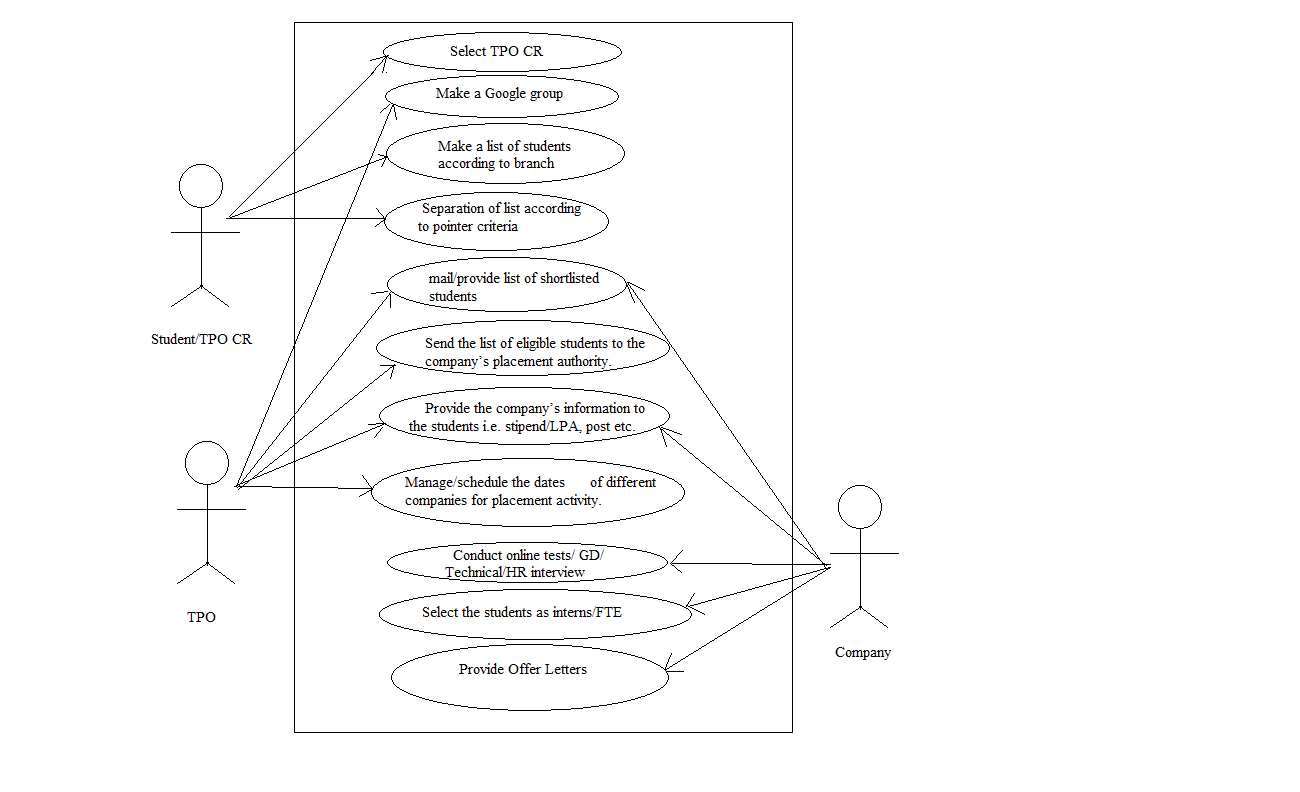 Select TPO CR
Make a Google group
Make a list of students
according to branch
Separation of list according
to pointer criteria
mail/provide list of shortlisted
students
Student/TPO CR
Send the list of eligible students to the
company's placement authority.
Provide the company's information to
the students i.e. stipend/LPA, post etc.
Manage/schedule the dates of different
companies for placement activity.
Conduct online tests/ GD/
Technical/HR interview
Select the students as interns/FTE
TPO
Company
Provide Offer Letters